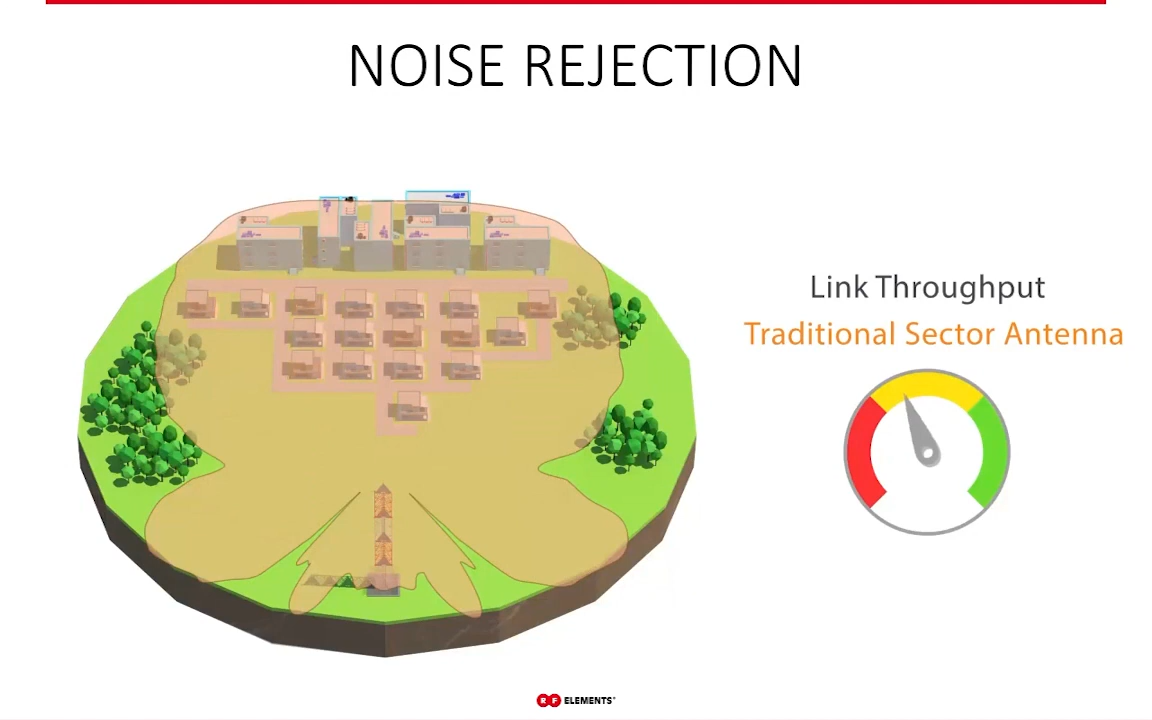 NOISE REJECTION
Link Throughput
Traditional Sector Antenna
RF ELEMENTS®